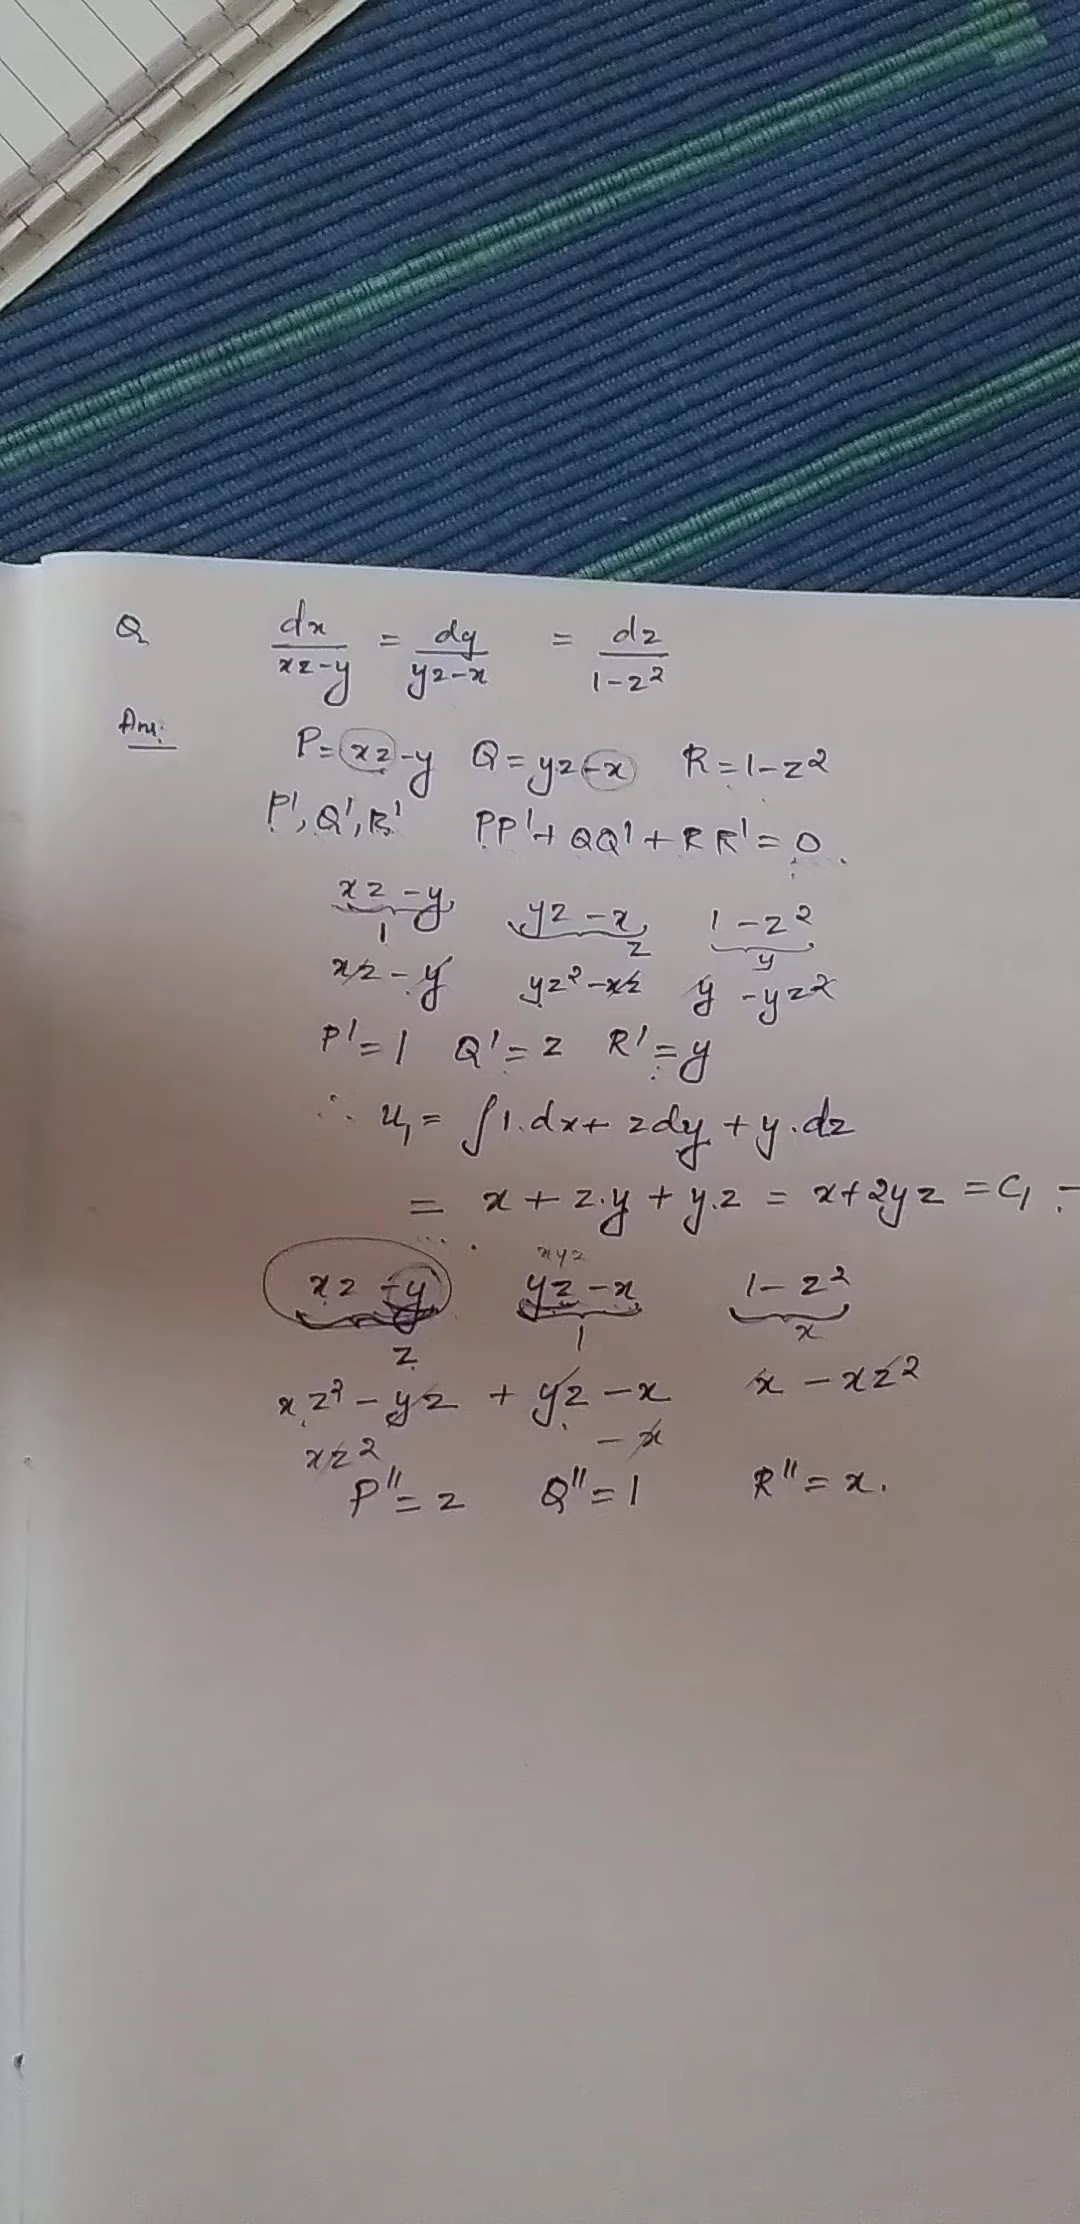 Q dx/xz-y = dy/yz-x = dz/1-z²
Ans:
P=xz-y Q=yz-x R=1-z²
P',Q',R' PP'+QQ'+RR'=0.
xz-y yz-x 1-z²
1 z y
xz-y yz²-xz y-yz²
P'=1 Q'=z R'=y
∴ u₁ = ∫1.dx+zdy+y.dz
= x+z.y+y.z = x+2yz = C₁ -
xyz
xz-y yz-x 1-z²
z 1 x
xz²-yz + yz-x x-xz²
xz² -x
P''=z Q''=1 R''=x.